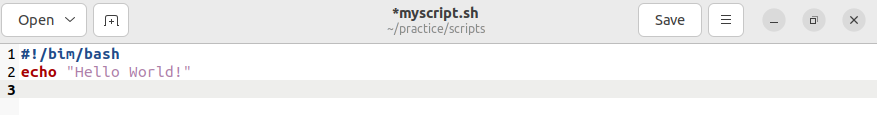 Open
*myscript.sh
~/practice/scripts
Save
1 #!/bim/bash
2 echo "Hello World!"
3